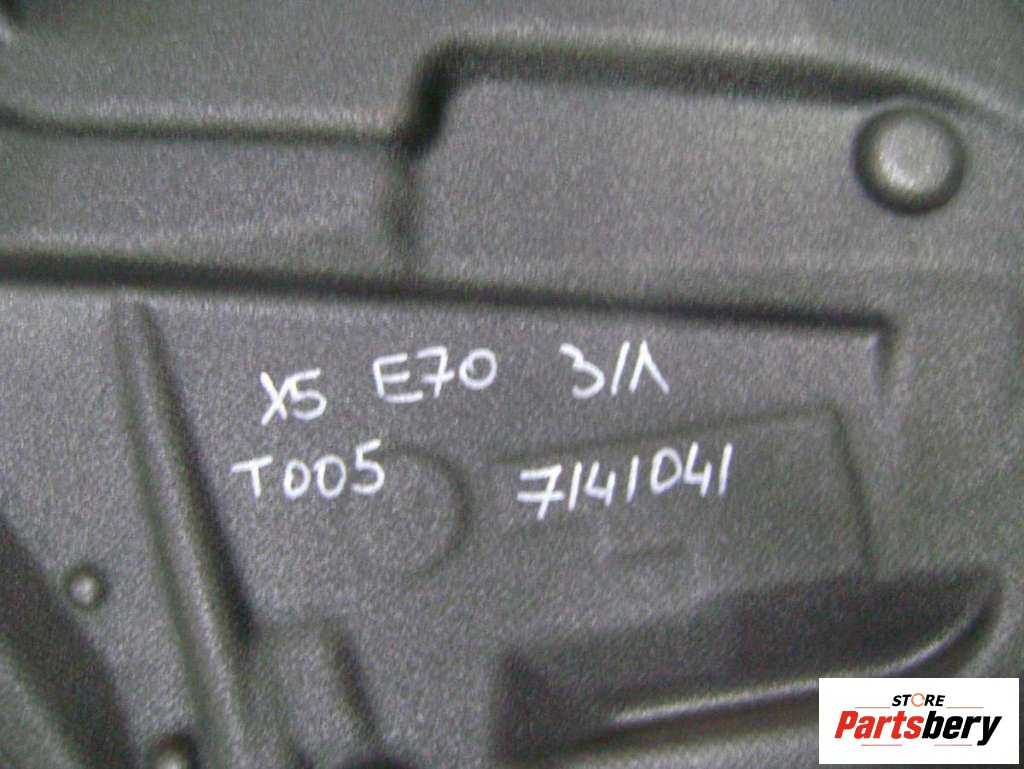 X5 E70 З/Л
T005 7141041
STORE
Partsbery